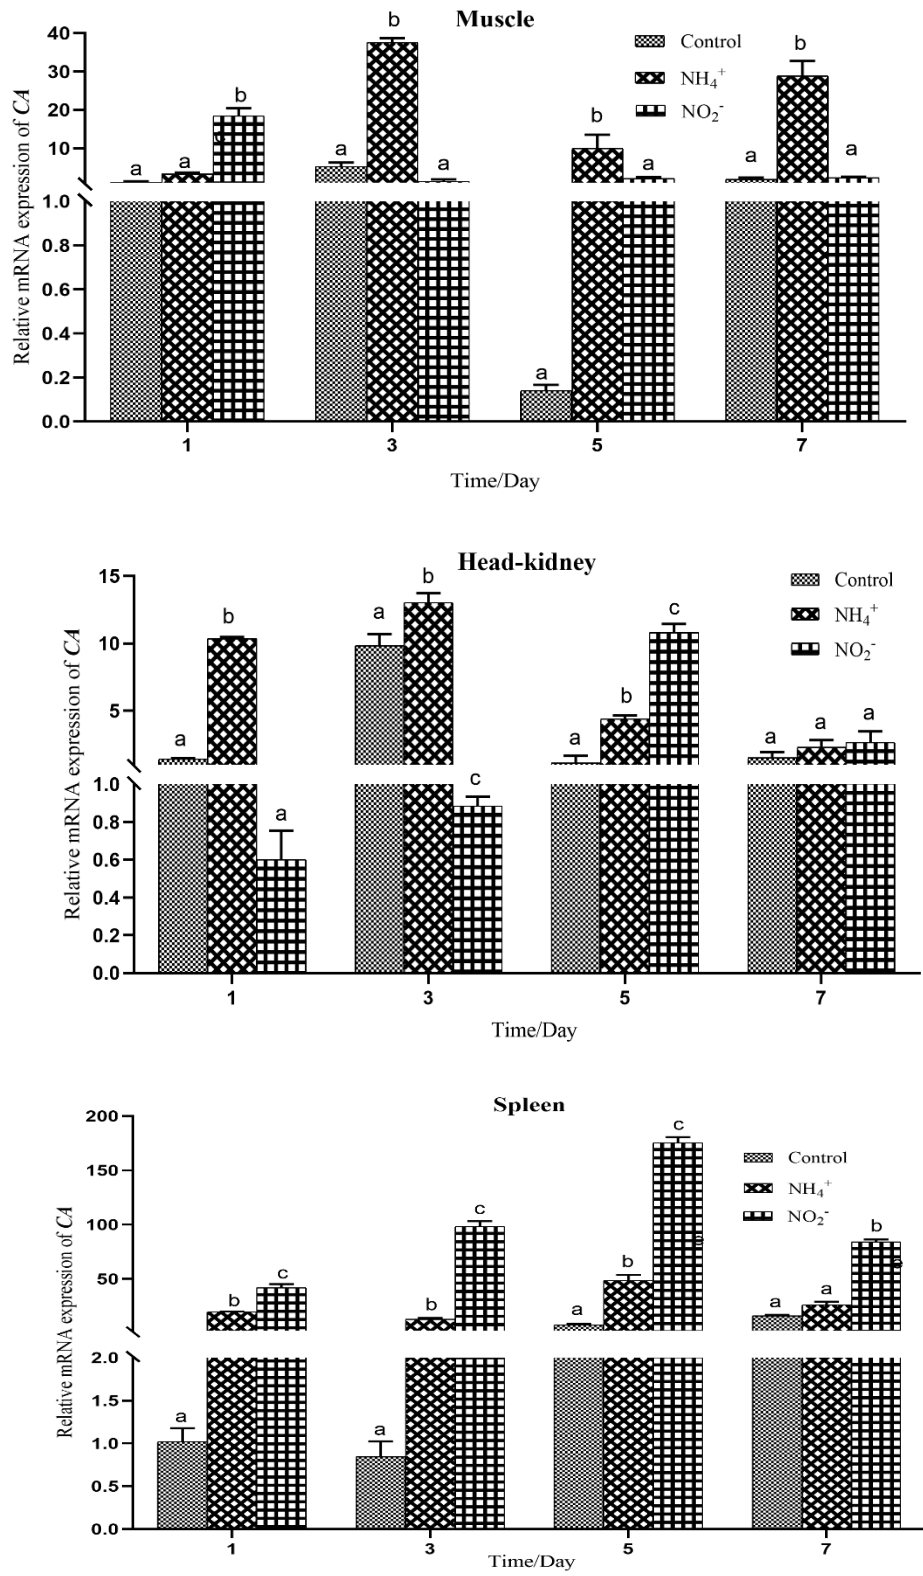 Muscle
Relative mRNA expression of CA
40
30
20
10
1.0
0.8
0.6
0.4
0.2
0.0
Control
NH₄⁺
NO₂⁻
a a b
a b a
a b a
a b a
1 3 5 7
Time/Day
Head-kidney
Relative mRNA expression of CA
15
10
5
1.0
0.8
0.6
0.4
0.2
0.0
Control
NH₄⁺
NO₂⁻
a b a
a b c
a b c
a a a
1 3 5 7
Time/Day
Spleen
Relative mRNA expression of CA
200
150
100
50
2.0
1.5
1.0
0.5
0.0
Control
NH₄⁺
NO₂⁻
a b c
a b c
a b c
a a b
1 3 5 7
Time/Day